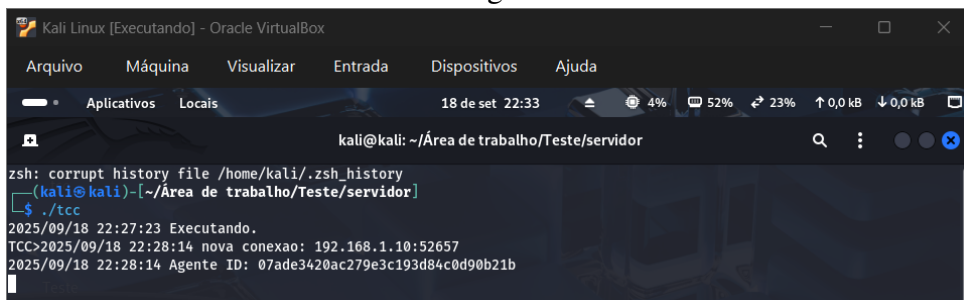 Kali Linux [Executando] - Oracle VirtualBox
Arquivo Máquina Visualizar Entrada Dispositivos Ajuda
Aplicativos Locais 18 de set 22:33 4% 52% 23% 0,0 kB 0,0 kB
kali@kali: ~/Área de trabalho/Teste/servidor
zsh: corrupt history file /home/kali/.zsh_history
(kali㉿kali)-[~/Área de trabalho/Teste/servidor]
$ ./tcc
2025/09/18 22:27:23 Executando.
TCC>2025/09/18 22:28:14 nova conexao: 192.168.1.10:52657
2025/09/18 22:28:14 Agente ID: 07ade3420ac279e3c193d84c0d90b21b